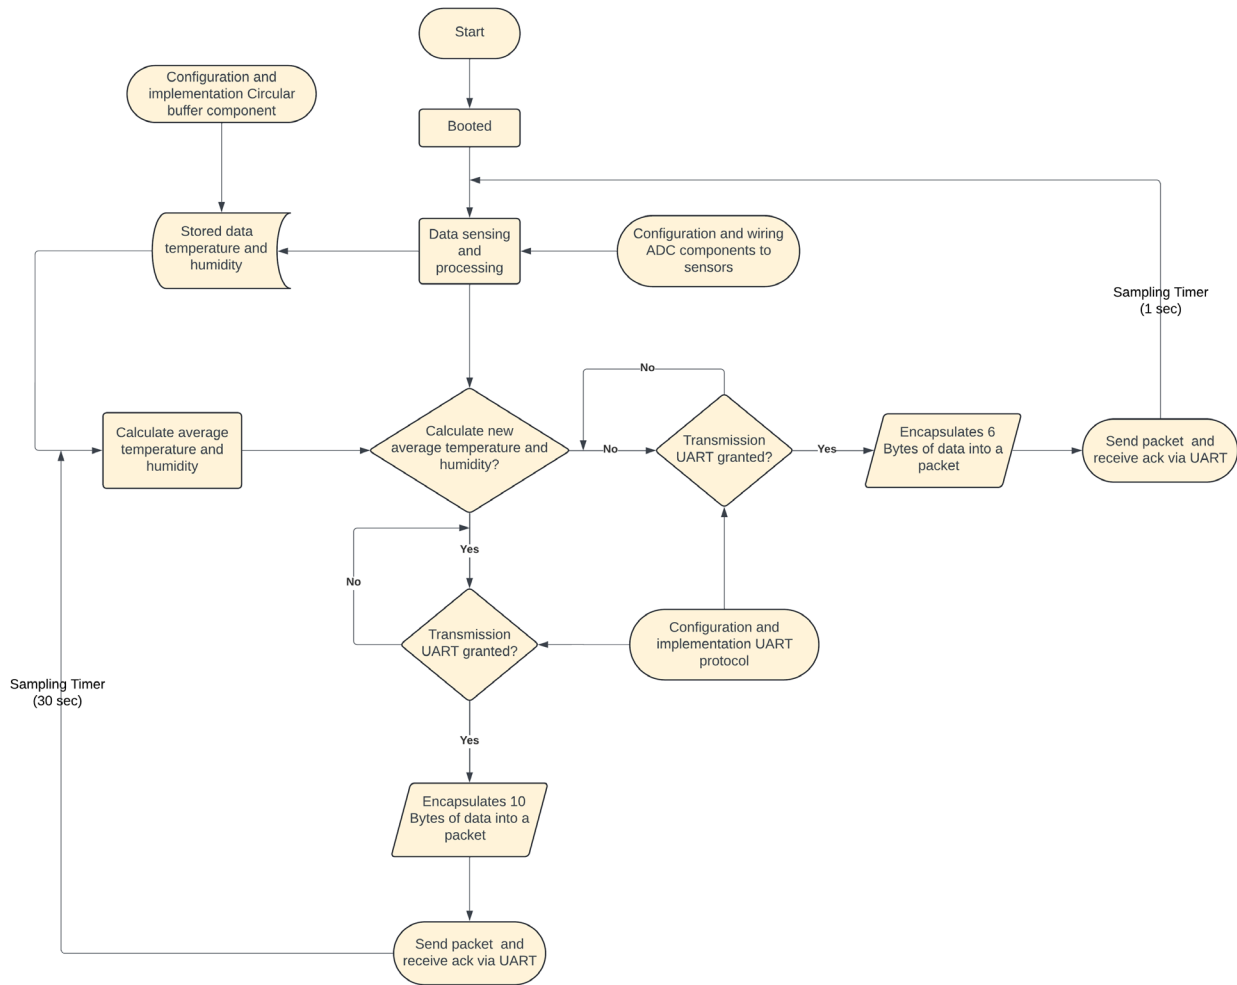 Start
Configuration and
implementation Circular
buffer component
Booted
Stored data
temperature and
humidity
Data sensing
and
processing
Configuration and wiring
ADC components to
sensors
Sampling Timer
(1 sec)
No
Calculate average
temperature and
humidity
Calculate new
average temperature and
humidity?
No
Transmission
UART granted?
Yes
Encapsulates 6
Bytes of data into a
packet
Send packet and
receive ack via UART
Yes
No
Transmission
UART granted?
Configuration and
implementation UART
protocol
Sampling Timer
(30 sec)
Yes
Encapsulates 10
Bytes of data into a
packet
Send packet and
receive ack via UART